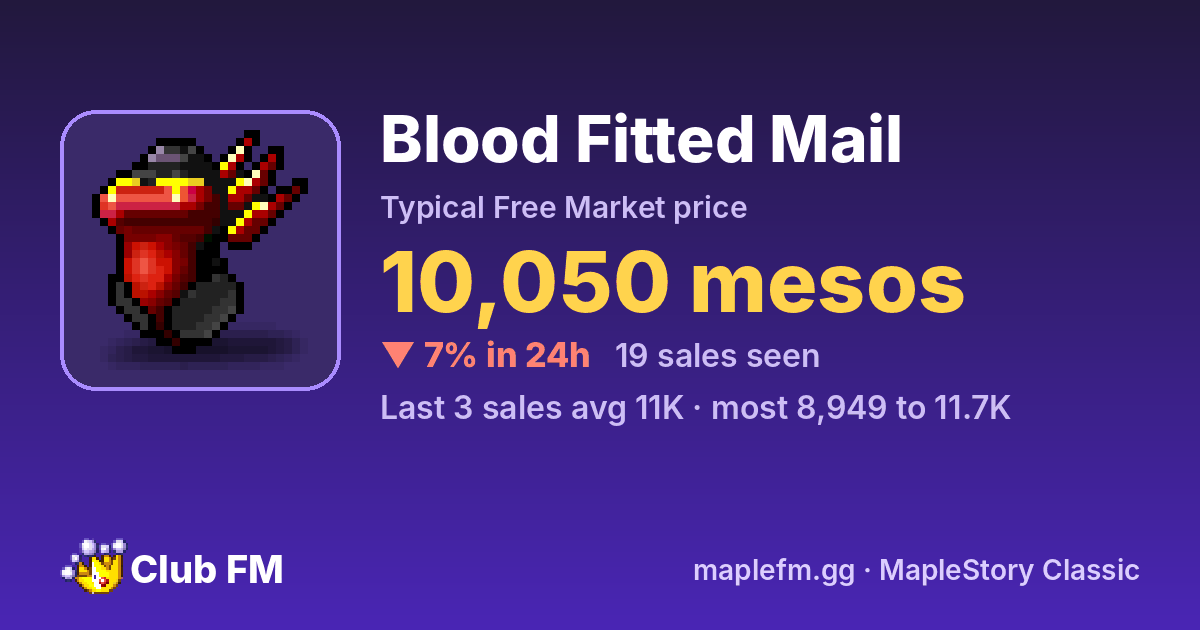 Blood Fitted Mail
Typical Free Market price
10,050 mesos
▼ 7% in 24h 19 sales seen
Last 3 sales avg 11K · most 8,949 to 11.7K
Club FM
maplefm.gg · MapleStory Classic